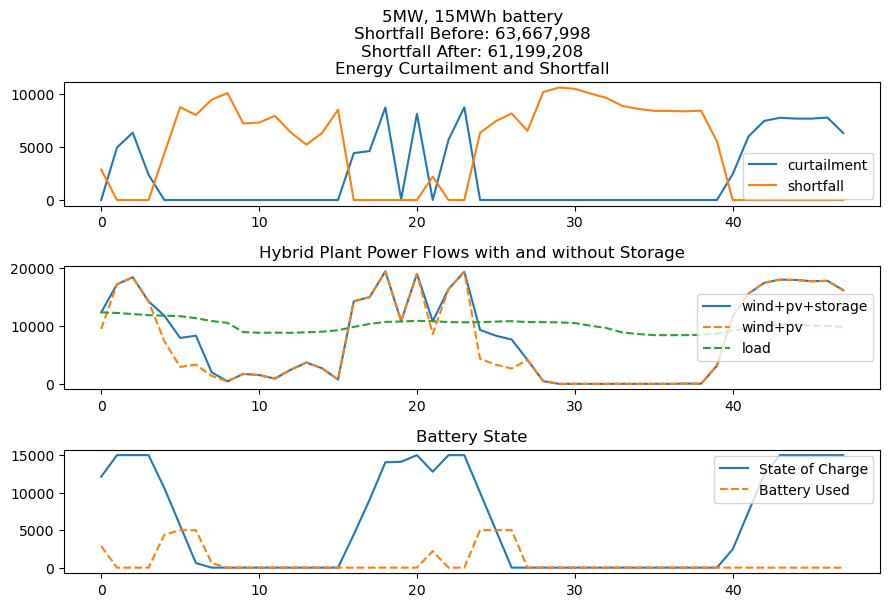 5MW, 15MWh battery
Shortfall Before: 63,667,998
Shortfall After: 61,199,208
Energy Curtailment and Shortfall
10000
5000
0
curtailment
shortfall
0 10 20 30 40
Hybrid Plant Power Flows with and without Storage
20000
10000
0
wind+pv+storage
wind+pv
load
0 10 20 30 40
Battery State
15000
10000
5000
0
State of Charge
Battery Used
0 10 20 30 40